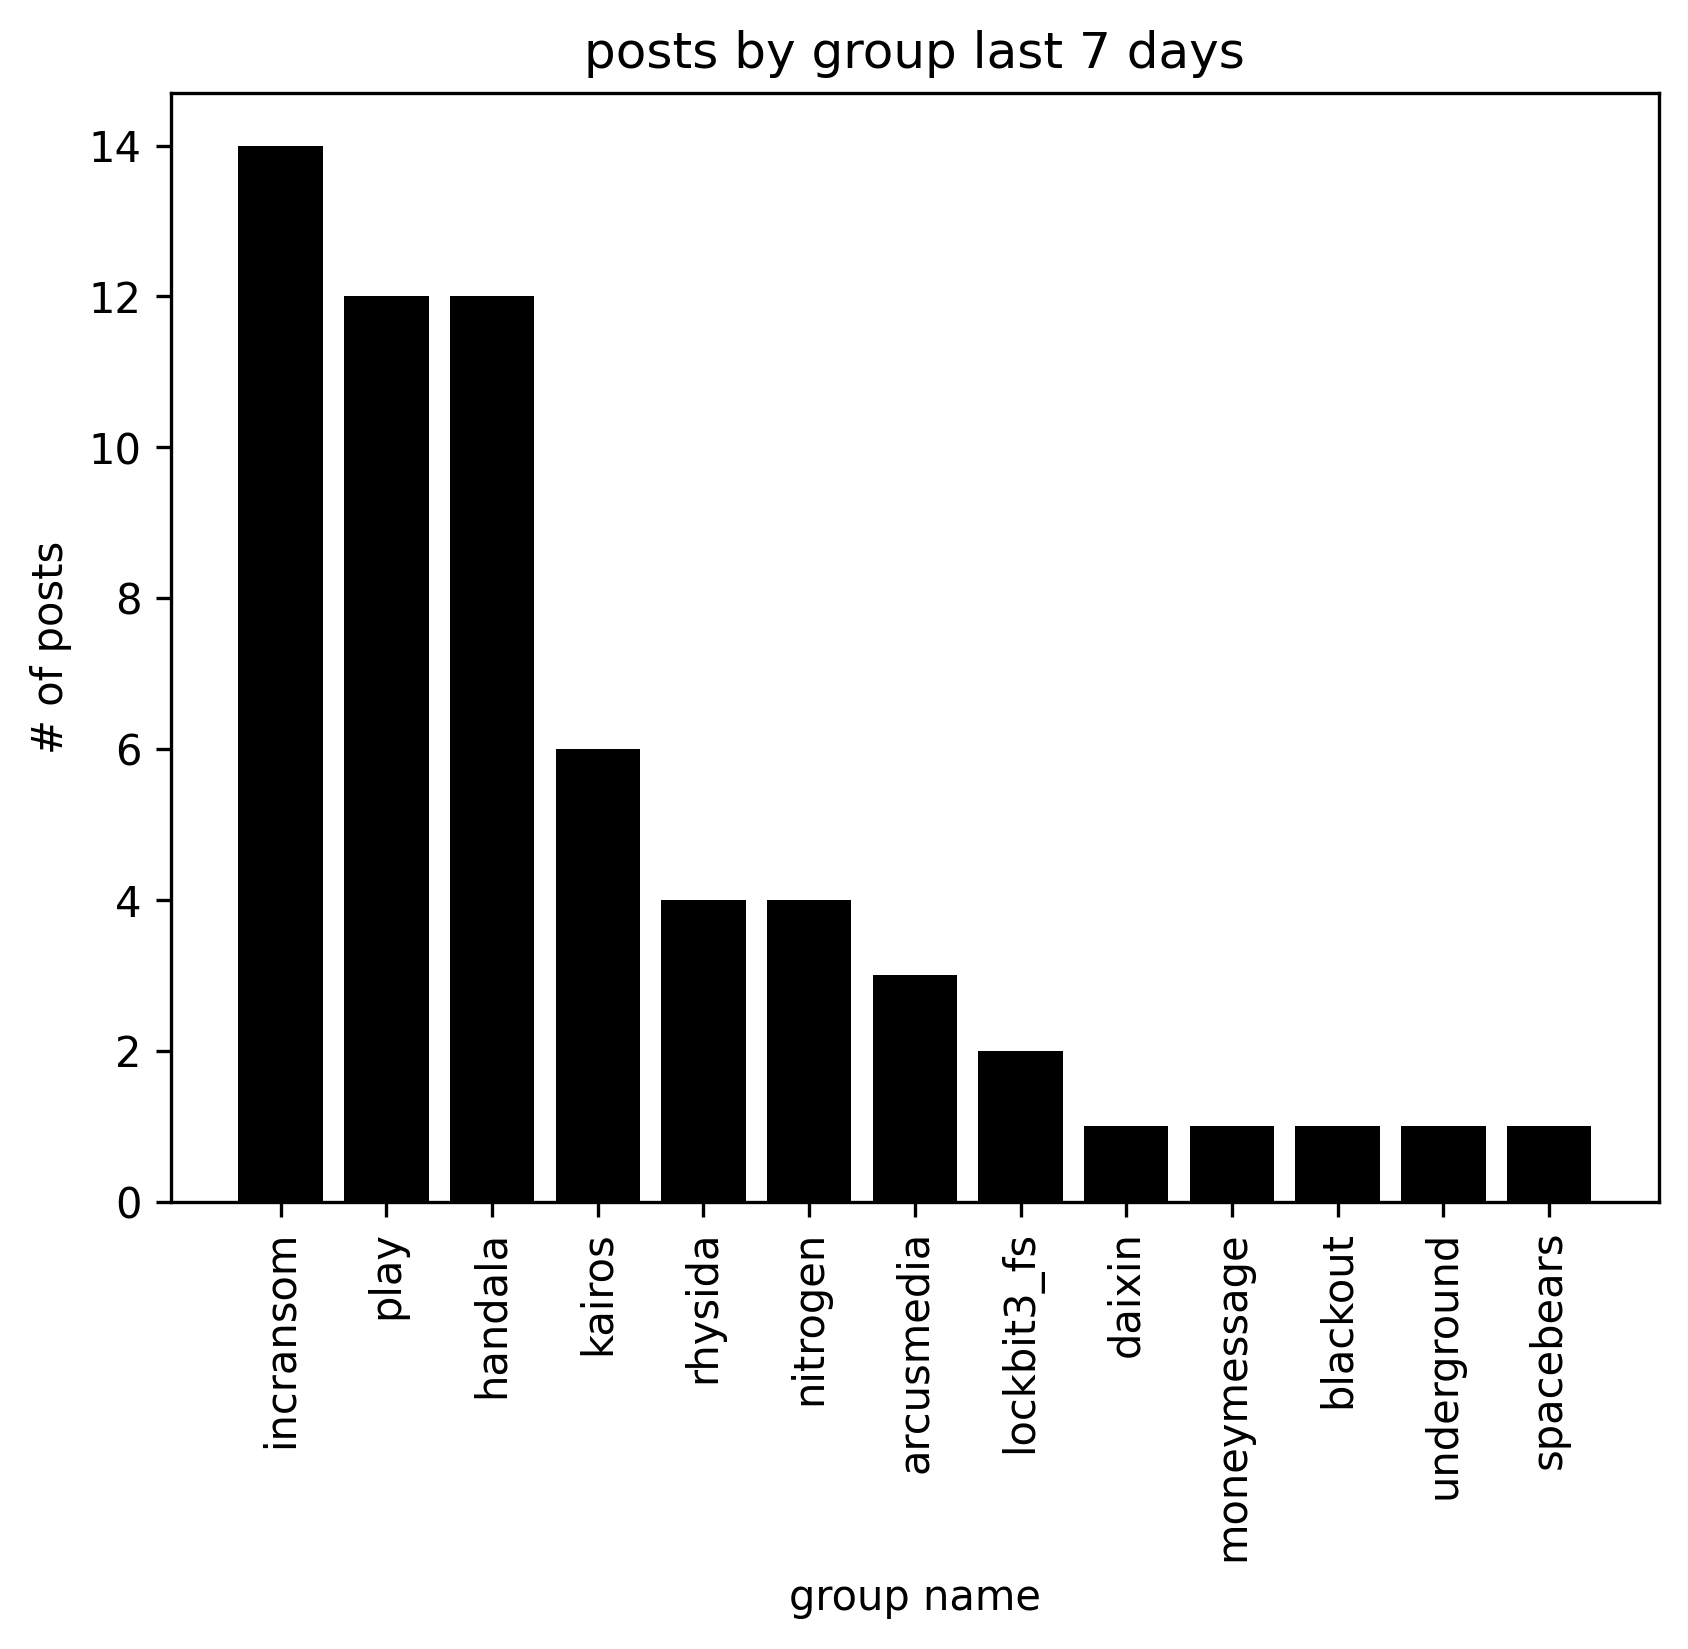 posts by group last 7 days
# of posts
14
12
10
8
6
4
2
0
incransom
play
handala
kairos
rhysida
nitrogen
arcusmedia
lockbit3_fs
daixin
moneymessage
blackout
underground
spacebears
group name